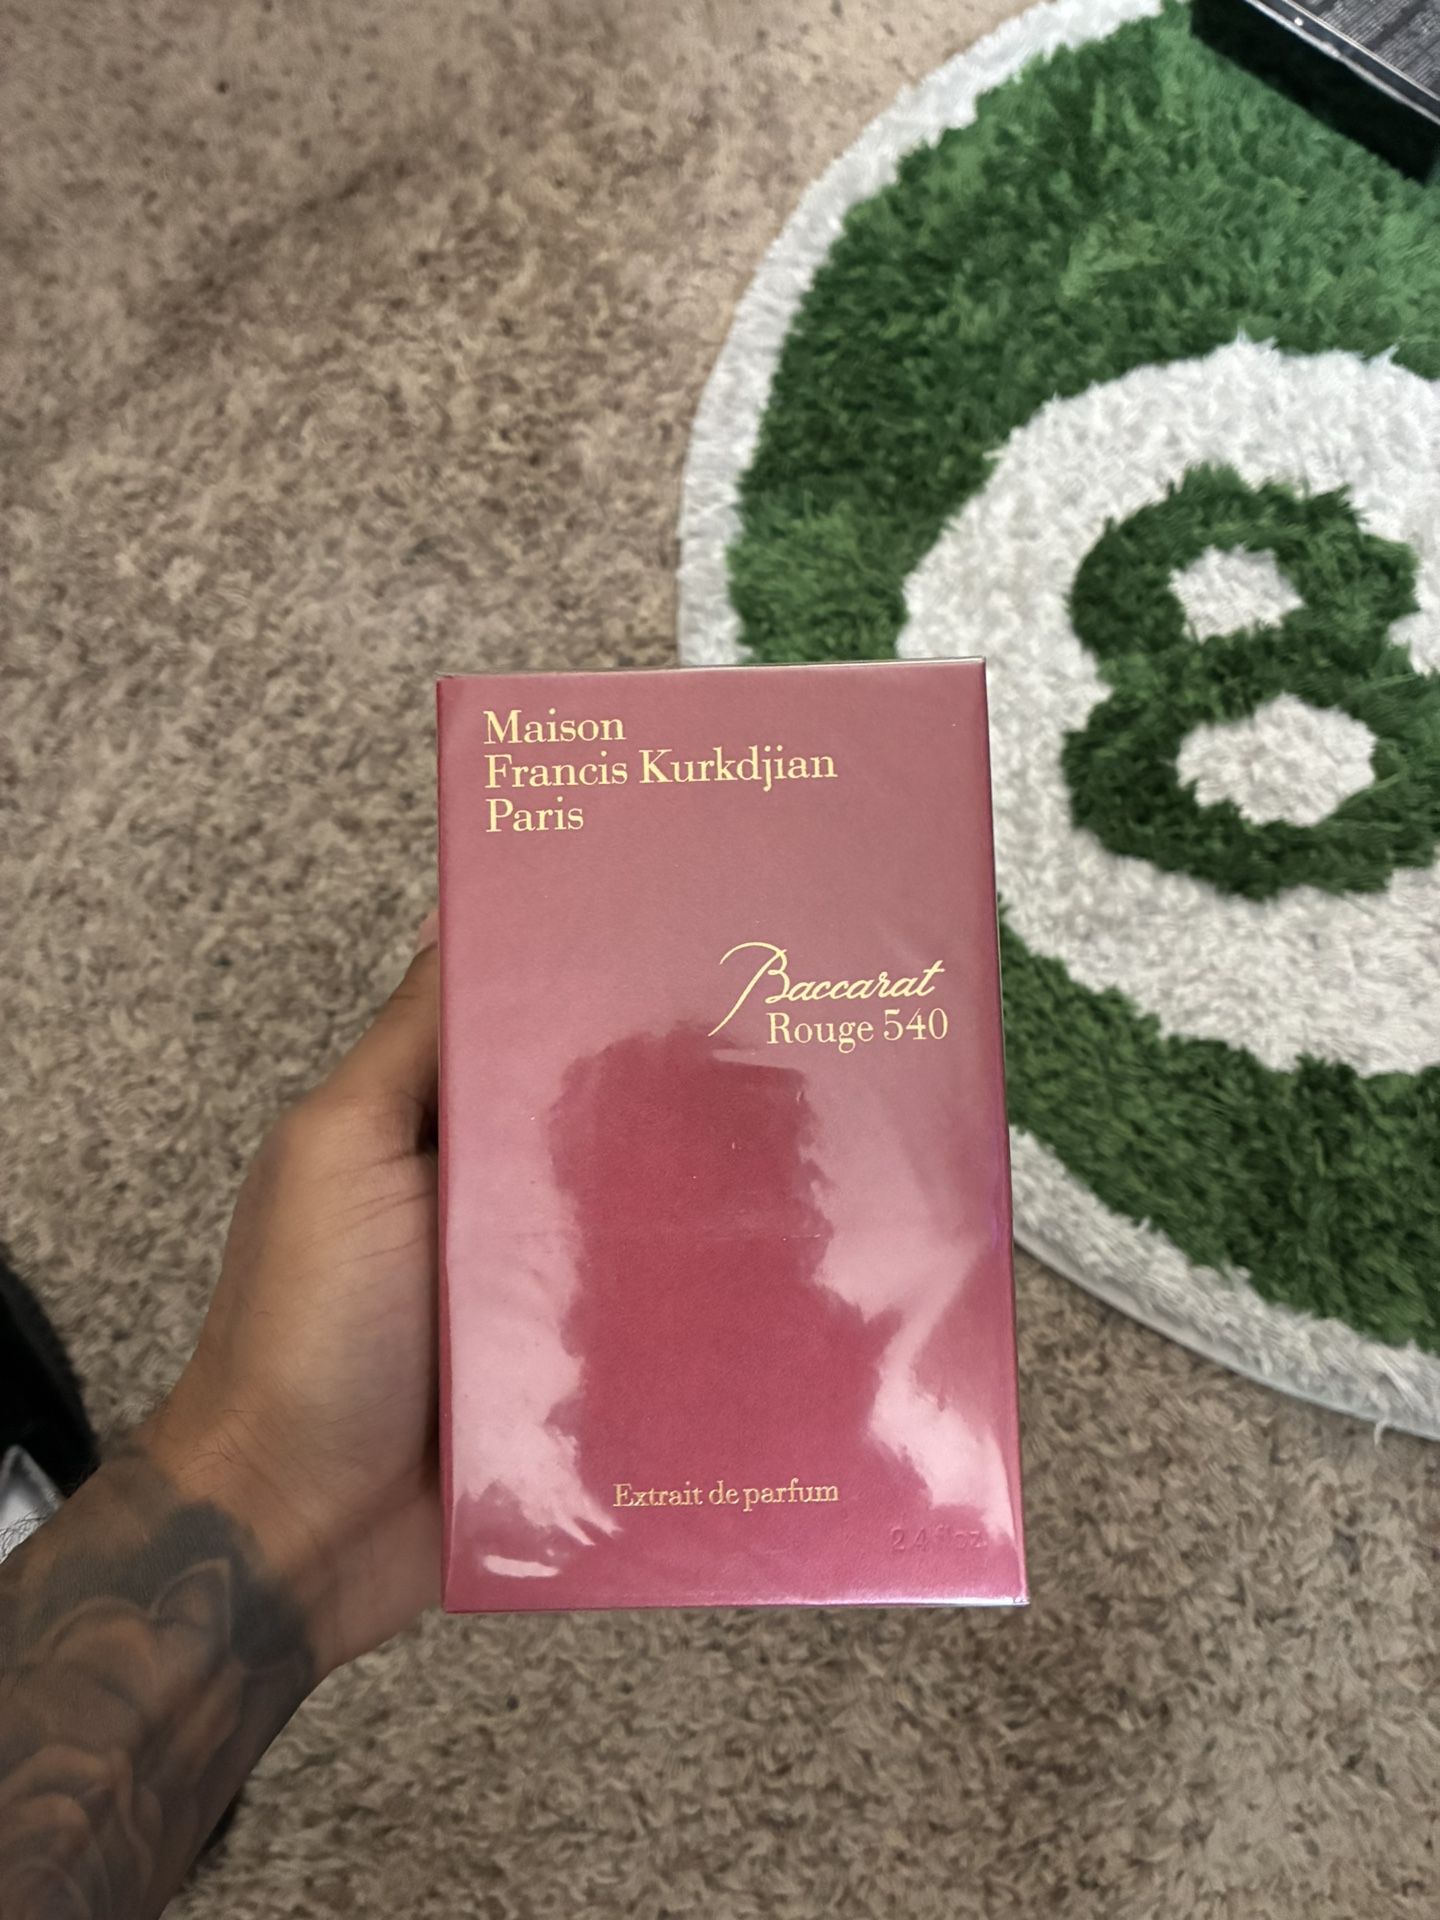 Maison
Francis Kurkdjian
Paris
Baccarat
Rouge 540
Extrait de parfum
2.4 fl oz
8